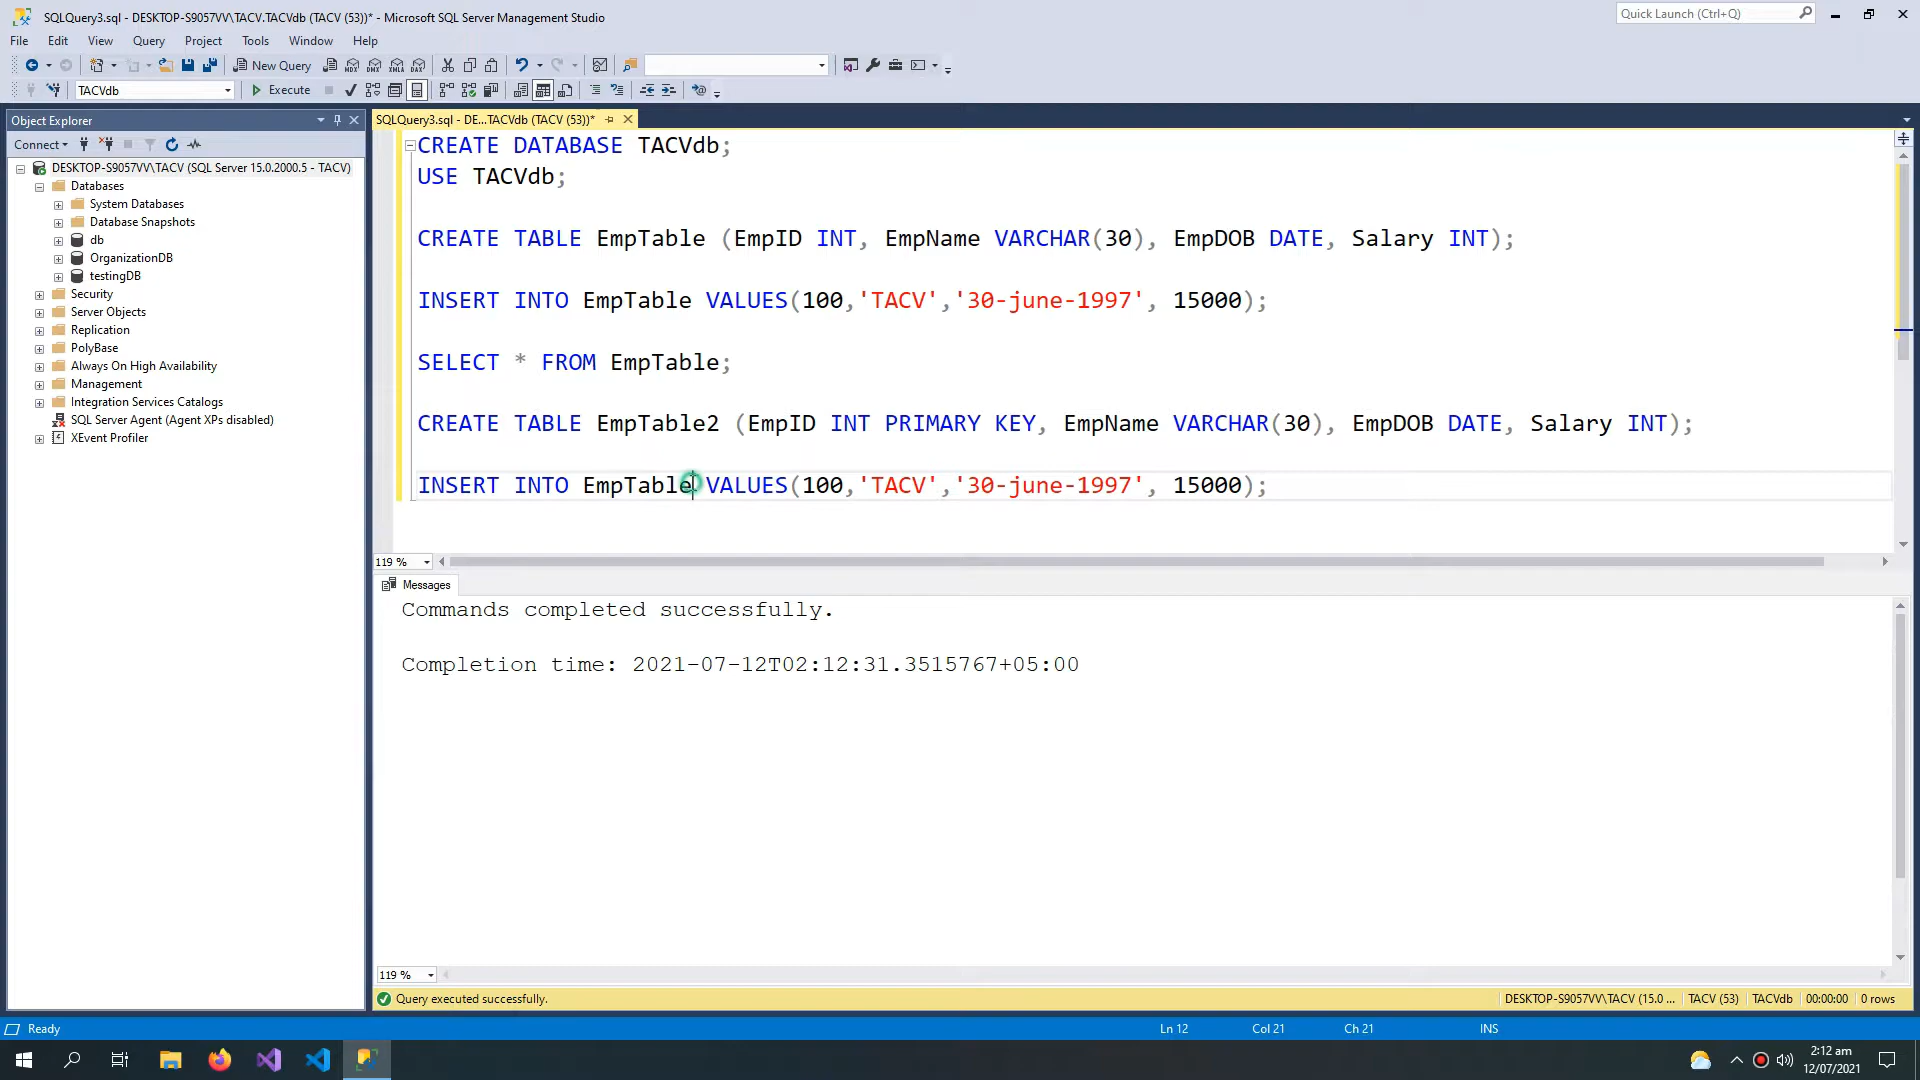 SQLQuery3.sql - DESKTOP-S9057VV\TACV.TACVdb (TACV (53))* - Microsoft SQL Server Management Studio
Quick Launch (Ctrl+Q)
File Edit View Query Project Tools Window Help
New Query
TACVdb
Execute
Object Explorer
SQLQuery3.sql - DE...TACVdb (TACV (53))*
Connect
DESKTOP-S9057VV\TACV (SQL Server 15.0.2000.5 - TACV)
Databases
System Databases
Database Snapshots
db
OrganizationDB
testingDB
Security
Server Objects
Replication
PolyBase
Always On High Availability
Management
Integration Services Catalogs
SQL Server Agent (Agent XPs disabled)
XEvent Profiler
CREATE DATABASE TACVdb;
USE TACVdb;
CREATE TABLE EmpTable (EmpID INT, EmpName VARCHAR(30), EmpDOB DATE, Salary INT);
INSERT INTO EmpTable VALUES(100,'TACV','30-june-1997', 15000);
SELECT * FROM EmpTable;
CREATE TABLE EmpTable2 (EmpID INT PRIMARY KEY, EmpName VARCHAR(30), EmpDOB DATE, Salary INT);
INSERT INTO EmpTable VALUES(100,'TACV','30-june-1997', 15000);
119 %
Messages
Commands completed successfully.
Completion time: 2021-07-12T02:12:31.3515767+05:00
119 %
Query executed successfully. DESKTOP-S9057VV\TACV (15.0 ... TACV (53) TACVdb 00:00:00 0 rows
Ready Ln 12 Col 21 Ch 21 INS
2:12 am
12/07/2021